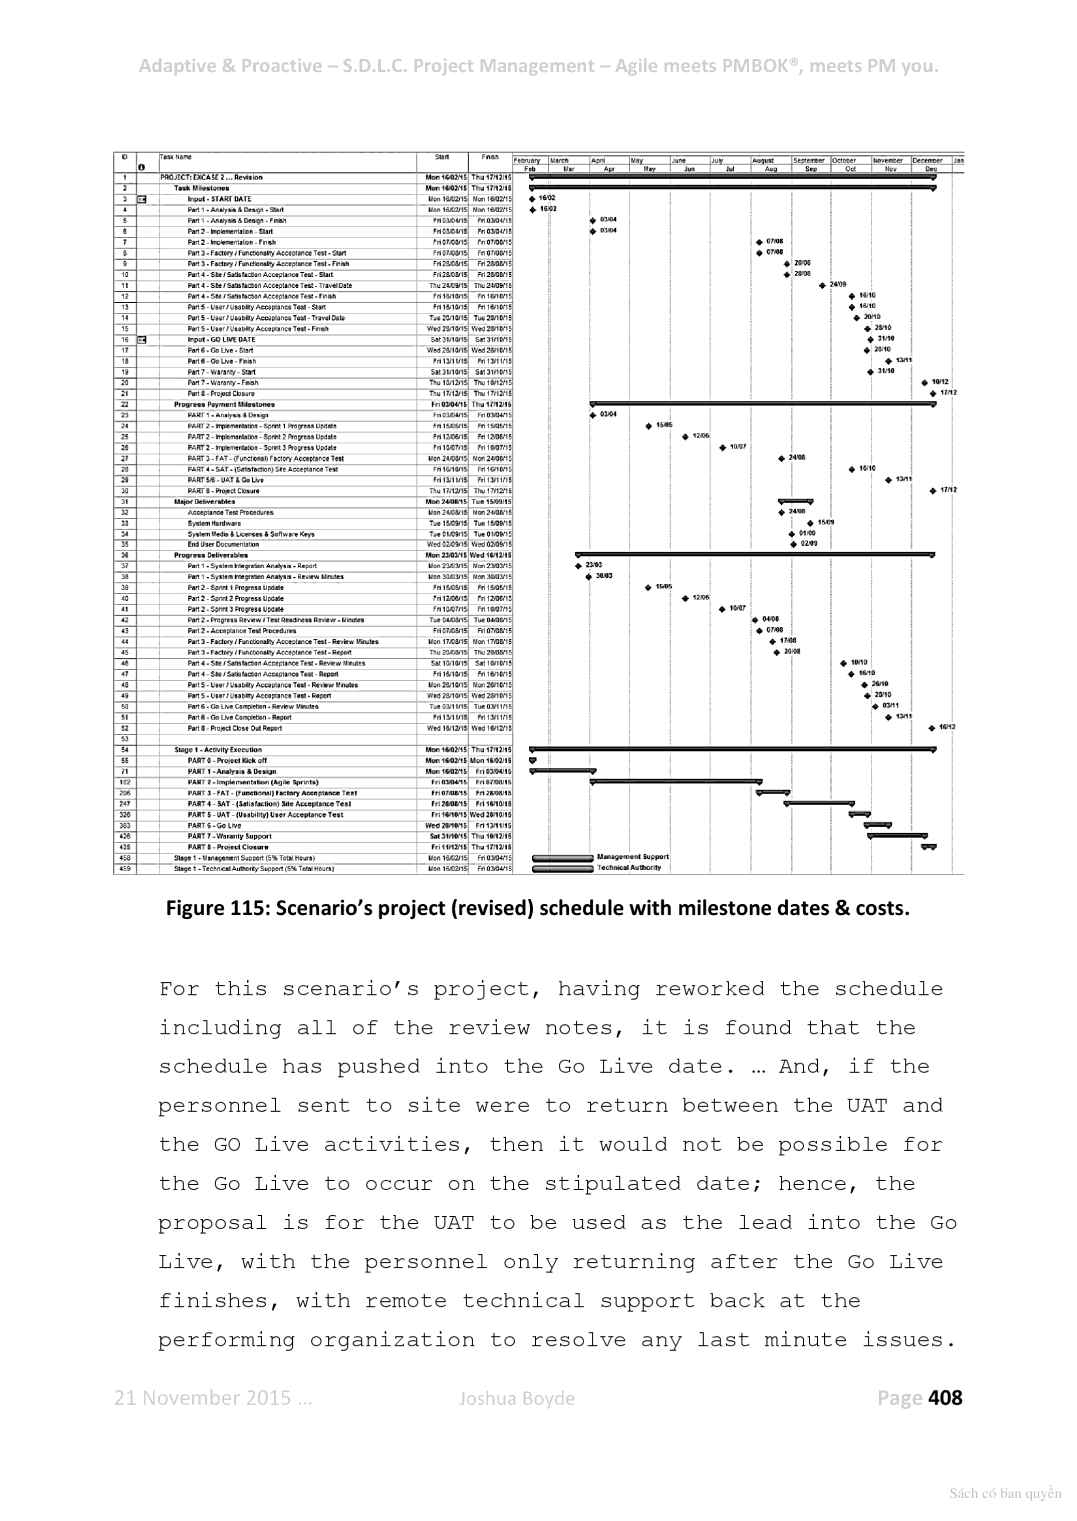 Adaptive & Proactive – S.D.L.C. Project Management – Agile meets PMBOK®, meets PM you.
ID Task Name Start Finish February March April May June July August September October November December Jan
Feb Mar Apr May Jun Jul Aug Sep Oct Nov Dec
1 PROJECT: EXCASE 2 ... Revision Mon 16/02/15 Thu 17/12/15
2 Task Milestones Mon 16/02/15 Thu 17/12/15
3 Input - START DATE Mon 16/02/15 Mon 16/02/15 16/02
4 Part 1 - Analysis & Design - Start Mon 16/02/15 Mon 16/02/15 16/02
5 Part 1 - Analysis & Design - Finish Fri 03/04/15 Fri 03/04/15 03/04
6 Part 2 - Implementation - Start Fri 03/04/15 Fri 03/04/15 03/04
7 Part 2 - Implementation - Finish Fri 07/08/15 Fri 07/08/15 07/08
8 Part 3 - Factory / Functionality Acceptance Test - Start Fri 07/08/15 Fri 07/08/15 07/08
9 Part 3 - Factory / Functionality Acceptance Test - Finish Fri 28/08/15 Fri 28/08/15 28/08
10 Part 4 - Site / Satisfaction Acceptance Test - Start Fri 28/08/15 Fri 28/08/15 28/08
11 Part 4 - Site / Satisfaction Acceptance Test - Travel Date Thu 24/09/15 Thu 24/09/15 24/09
12 Part 4 - Site / Satisfaction Acceptance Test - Finish Fri 16/10/15 Fri 16/10/15 16/10
13 Part 5 - User / Usability Acceptance Test - Start Fri 16/10/15 Fri 16/10/15 16/10
14 Part 5 - User / Usability Acceptance Test - Travel Date Tue 20/10/15 Tue 20/10/15 20/10
15 Part 5 - User / Usability Acceptance Test - Finish Wed 28/10/15 Wed 28/10/15 28/10
16 Input - GO LIVE DATE Sat 31/10/15 Sat 31/10/15 31/10
17 Part 6 - Go Live - Start Wed 28/10/15 Wed 28/10/15 28/10
18 Part 6 - Go Live - Finish Fri 13/11/15 Fri 13/11/15 13/11
19 Part 7 - Waranty - Start Sat 31/10/15 Sat 31/10/15 31/10
20 Part 7 - Waranty - Finish Thu 10/12/15 Thu 10/12/15 10/12
21 Part 8 - Project Closure Thu 17/12/15 Thu 17/12/15 17/12
22 Progress Payment Milestones Fri 03/04/15 Thu 17/12/15
23 PART 1 - Analysis & Design Fri 03/04/15 Fri 03/04/15 03/04
24 PART 2 - Implementation - Sprint 1 Progress Update Fri 15/05/15 Fri 15/05/15 15/05
25 PART 2 - Implementation - Sprint 2 Progress Update Fri 12/06/15 Fri 12/06/15 12/06
26 PART 2 - Implementation - Sprint 3 Progress Update Fri 10/07/15 Fri 10/07/15 10/07
27 PART 3 - FAT - (Functional) Factory Acceptance Test Mon 24/08/15 Mon 24/08/15 24/08
28 PART 4 - SAT - (Satisfaction) Site Acceptance Test Fri 16/10/15 Fri 16/10/15 16/10
29 PART 5/6 - UAT & Go Live Fri 13/11/15 Fri 13/11/15 13/11
30 PART 8 - Project Closure Thu 17/12/15 Thu 17/12/15 17/12
31 Major Deliverables Mon 24/08/15 Tue 15/09/15
32 Acceptance Test Procedures Mon 24/08/15 Mon 24/08/15 24/08
33 System Hardware Tue 15/09/15 Tue 15/09/15 15/09
34 System Media & Licenses & Software Keys Tue 01/09/15 Tue 01/09/15 01/09
35 End User Documentation Wed 02/09/15 Wed 02/09/15 02/09
36 Progress Deliverables Mon 23/03/15 Wed 16/12/15
37 Part 1 - System Integration Analysis - Report Mon 23/03/15 Mon 23/03/15 23/03
38 Part 1 - System Integration Analysis - Review Minutes Mon 30/03/15 Mon 30/03/15 30/03
39 Part 2 - Sprint 1 Progress Update Fri 15/05/15 Fri 15/05/15 15/05
40 Part 2 - Sprint 2 Progress Update Fri 12/06/15 Fri 12/06/15 12/06
41 Part 2 - Sprint 3 Progress Update Fri 10/07/15 Fri 10/07/15 10/07
42 Part 2 - Progress Review / Test Readiness Review - Minutes Tue 04/08/15 Tue 04/08/15 04/08
43 Part 2 - Acceptance Test Procedures Fri 07/08/15 Fri 07/08/15 07/08
44 Part 3 - Factory / Functionality Acceptance Test - Review Minutes Mon 17/08/15 Mon 17/08/15 17/08
45 Part 3 - Factory / Functionality Acceptance Test - Report Thu 20/08/15 Thu 20/08/15 20/08
46 Part 4 - Site / Satisfaction Acceptance Test - Review Minutes Sat 10/10/15 Sat 10/10/15 10/10
47 Part 4 - Site / Satisfaction Acceptance Test - Report Fri 16/10/15 Fri 16/10/15 16/10
48 Part 5 - User / Usability Acceptance Test - Review Minutes Mon 26/10/15 Mon 26/10/15 26/10
49 Part 5 - User / Usability Acceptance Test - Report Wed 28/10/15 Wed 28/10/15 28/10
50 Part 6 - Go Live Completion - Review Minutes Tue 03/11/15 Tue 03/11/15 03/11
51 Part 6 - Go Live Completion - Report Fri 13/11/15 Fri 13/11/15 13/11
52 Part 8 - Project Close Out Report Wed 16/12/15 Wed 16/12/15 16/12
53
54 Stage 1 - Activity Execution Mon 16/02/15 Thu 17/12/15
55 PART 0 - Project Kick off Mon 16/02/15 Mon 16/02/15
71 PART 1 - Analysis & Design Mon 16/02/15 Fri 03/04/15
102 PART 2 - Implementation (Agile Sprints) Fri 03/04/15 Fri 07/08/15
206 PART 3 - FAT - (Functional) Factory Acceptance Test Fri 07/08/15 Fri 28/08/15
247 PART 4 - SAT - (Satisfaction) Site Acceptance Test Fri 28/08/15 Fri 16/10/15
326 PART 5 - UAT - (Usability) User Acceptance Test Fri 16/10/15 Wed 28/10/15
383 PART 6 - Go Live Wed 28/10/15 Fri 13/11/15
426 PART 7 - Waranty Support Sat 31/10/15 Thu 10/12/15
435 PART 8 - Project Closure Fri 11/12/15 Thu 17/12/15
458 Stage 1 - Management Support (5% Total Hours) Mon 16/02/15 Fri 03/04/15 Management Support
459 Stage 1 - Technical Authority Support (5% Total Hours) Mon 16/02/15 Fri 03/04/15 Technical Authority
Figure 115: Scenario’s project (revised) schedule with milestone dates & costs.
For this scenario’s project, having reworked the schedule
including all of the review notes, it is found that the
schedule has pushed into the Go Live date. … And, if the
personnel sent to site were to return between the UAT and
the GO Live activities, then it would not be possible for
the Go Live to occur on the stipulated date; hence, the
proposal is for the UAT to be used as the lead into the Go
Live, with the personnel only returning after the Go Live
finishes, with remote technical support back at the
performing organization to resolve any last minute issues.
21 November 2015 … Joshua Boyde Page 408
Sách có bản quyền